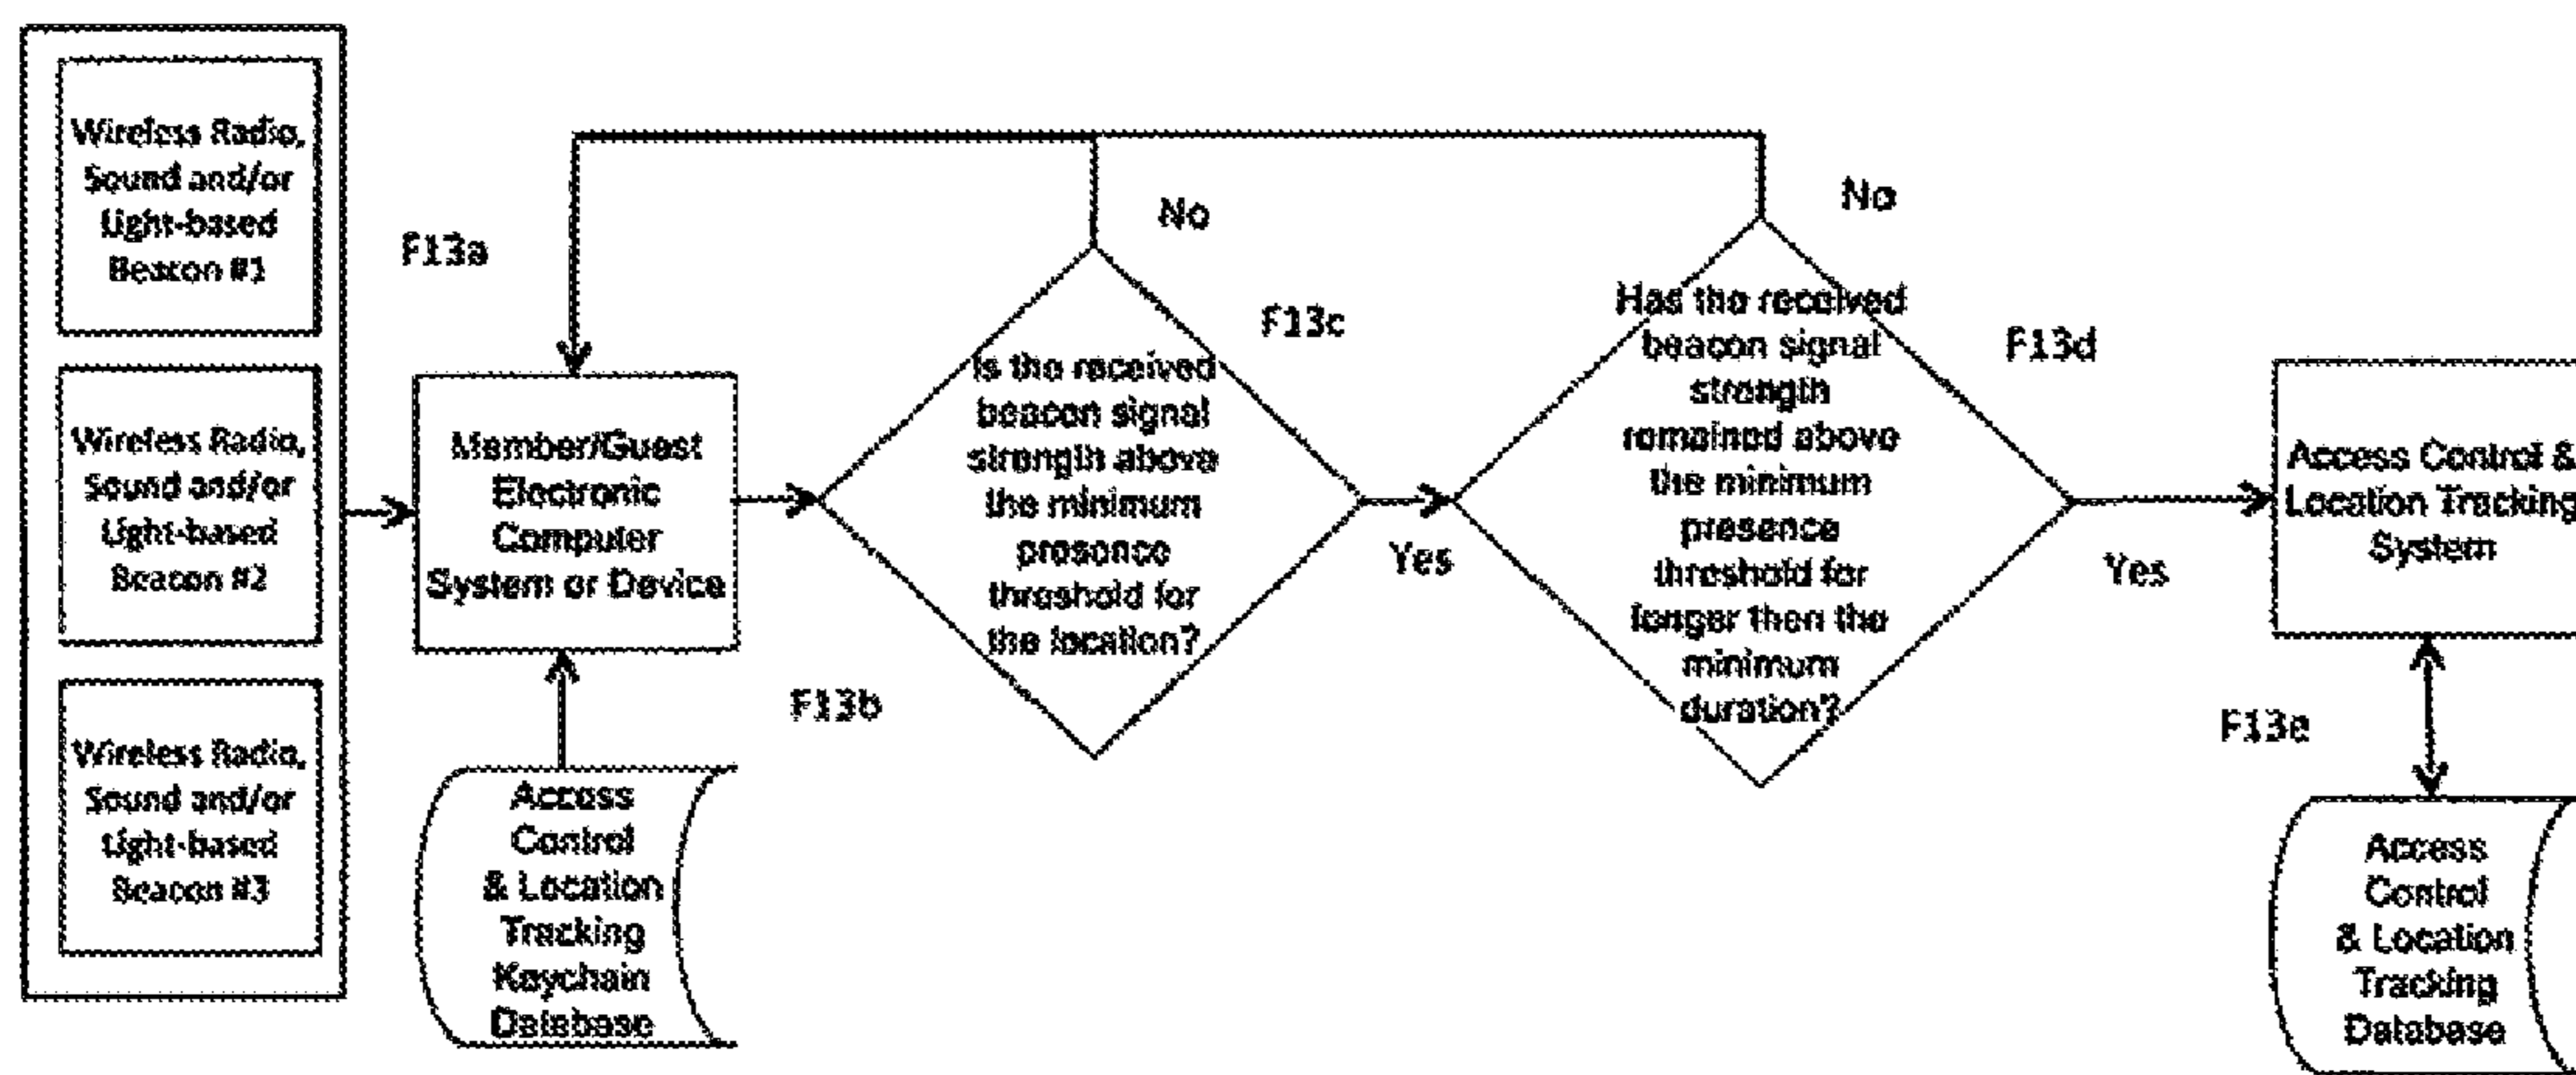 Wireless Radio,
Sound and/or
Light-based
Beacon #1
Wireless Radio,
Sound and/or
Light-based
Beacon #2
Wireless Radio,
Sound and/or
Light-based
Beacon #3
F13a
Member/Guest
Electronic
Computer
System or Device
F13b
Access
Control
& Location
Tracking
Keychain
Database
No
F13c
Is the received
beacon signal
strength above
the minimum
presence
threshold for
the location?
Yes
No
F13d
Has the received
beacon signal
strength
remained above
the minimum
presence
threshold for
longer then the
minimum
duration?
Yes
Access Control &
Location Tracking
System
F13e
Access
Control
& Location
Tracking
Database